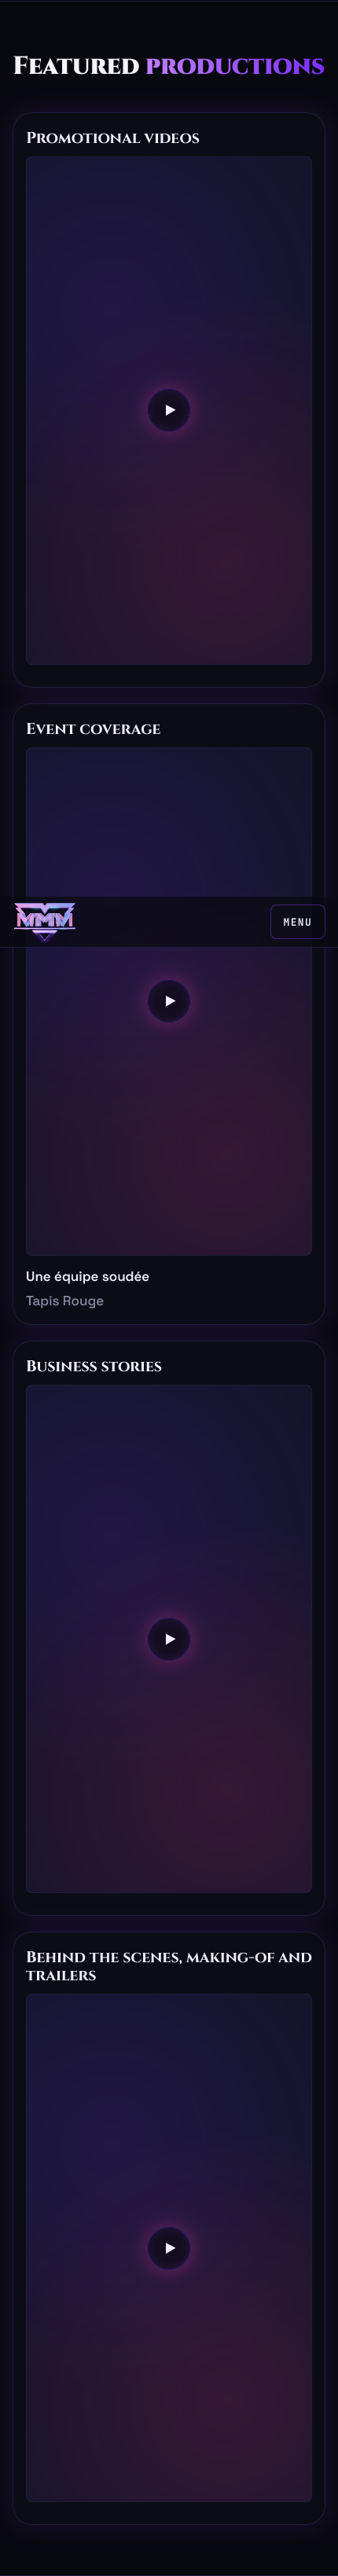 Featured productions
Promotional videos
Event coverage
MMM
MENU
Une équipe soudée
Tapis Rouge
Business stories
Behind the scenes, making-of and
trailers